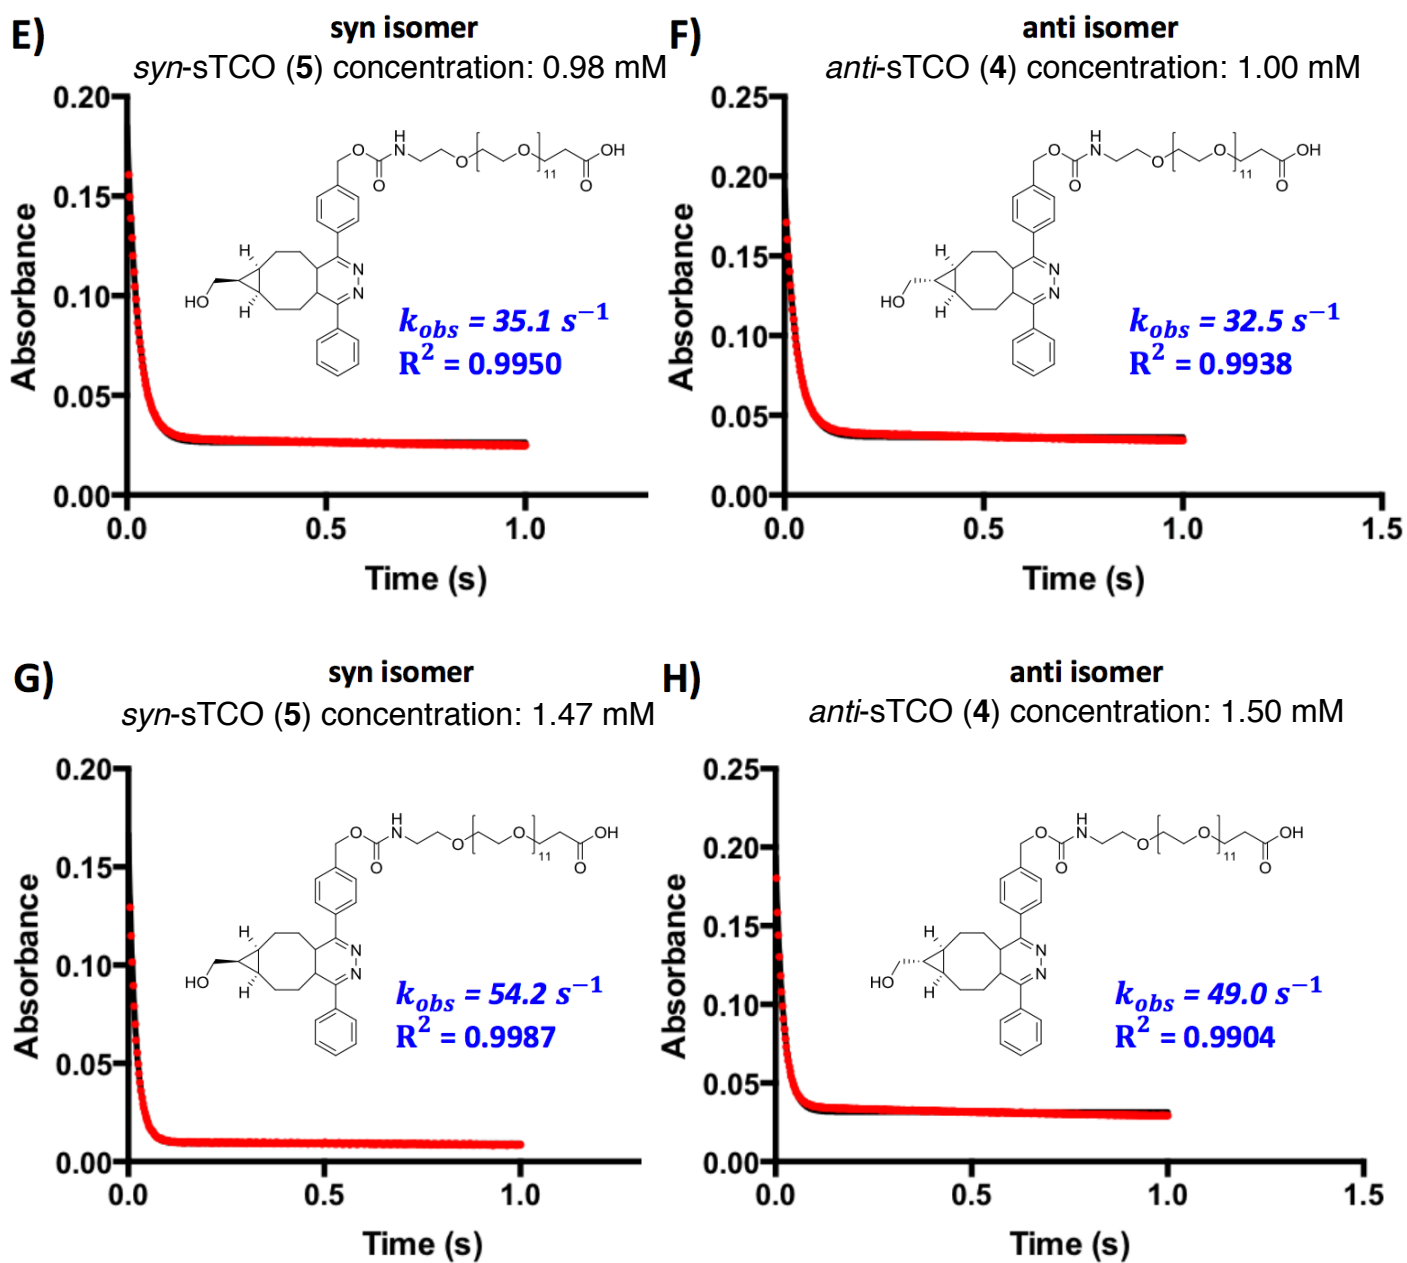 E)
syn isomer
syn-sTCO (5) concentration: 0.98 mM
Absorbance
0.20
0.15
0.10
0.05
0.00
0.0 0.5 1.0
Time (s)
H
O N O O OH
O 11 O
H
N
N
HO
H
k_obs = 35.1 s⁻¹
R² = 0.9950
F)
anti isomer
anti-sTCO (4) concentration: 1.00 mM
Absorbance
0.25
0.20
0.15
0.10
0.05
0.00
0.0 0.5 1.0 1.5
Time (s)
H
O N O O OH
O 11 O
H
N
N
HO
H
k_obs = 32.5 s⁻¹
R² = 0.9938
G)
syn isomer
syn-sTCO (5) concentration: 1.47 mM
Absorbance
0.20
0.15
0.10
0.05
0.00
0.0 0.5 1.0
Time (s)
H
O N O O OH
O 11 O
H
N
N
HO
H
k_obs = 54.2 s⁻¹
R² = 0.9987
H)
anti isomer
anti-sTCO (4) concentration: 1.50 mM
Absorbance
0.25
0.20
0.15
0.10
0.05
0.00
0.0 0.5 1.0 1.5
Time (s)
H
O N O O OH
O 11 O
H
N
N
HO
H
k_obs = 49.0 s⁻¹
R² = 0.9904